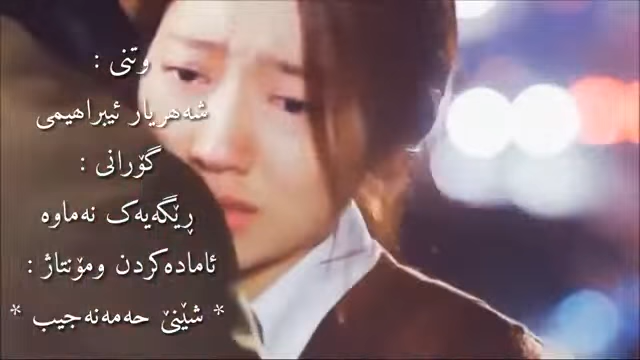 وتنی :
شەهریار ئیبراهیمی
گۆرانی :
ڕێگەیەک نەماوە
ئامادەکردن ومۆنتاژ :
* شێنێ حەمەنەجیب *